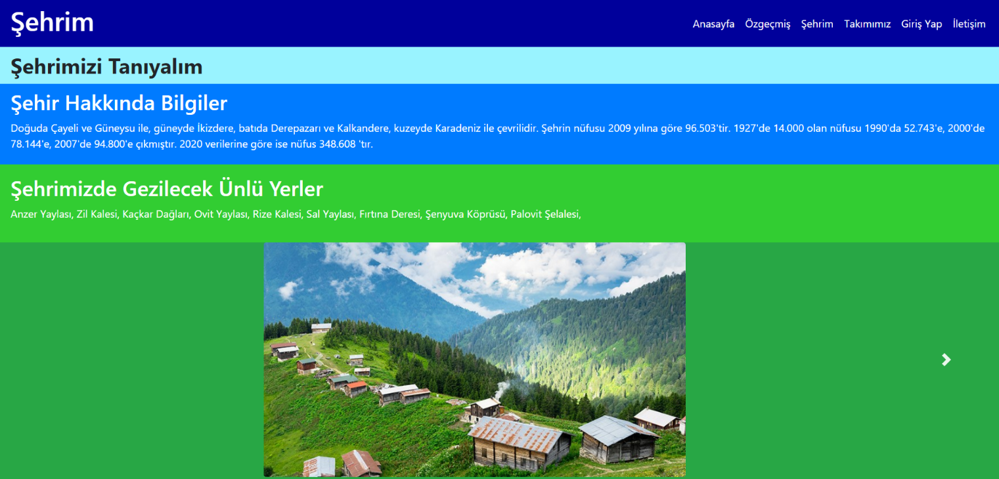 Şehrim
Anasayfa Özgeçmiş Şehrim Takımımız Giriş Yap İletişim
Şehrimizi Tanıyalım
Şehir Hakkında Bilgiler
Doğuda Çayeli ve Güneysu ile, güneyde İkizdere, batıda Derepazarı ve Kalkandere, kuzeyde Karadeniz ile çevrilidir. Şehrin nüfusu 2009 yılına göre 96.503'tir. 1927'de 14.000 olan nüfusu 1990'da 52.743'e, 2000'de
78.144'e, 2007'de 94.800'e çıkmıştır. 2020 verilerine göre ise nüfus 348.608 'tır.
Şehrimizde Gezilecek Ünlü Yerler
Anzer Yaylası, Zil Kalesi, Kaçkar Dağları, Ovit Yaylası, Rize Kalesi, Sal Yaylası, Fırtına Deresi, Şenyuva Köprüsü, Palovit Şelalesi,